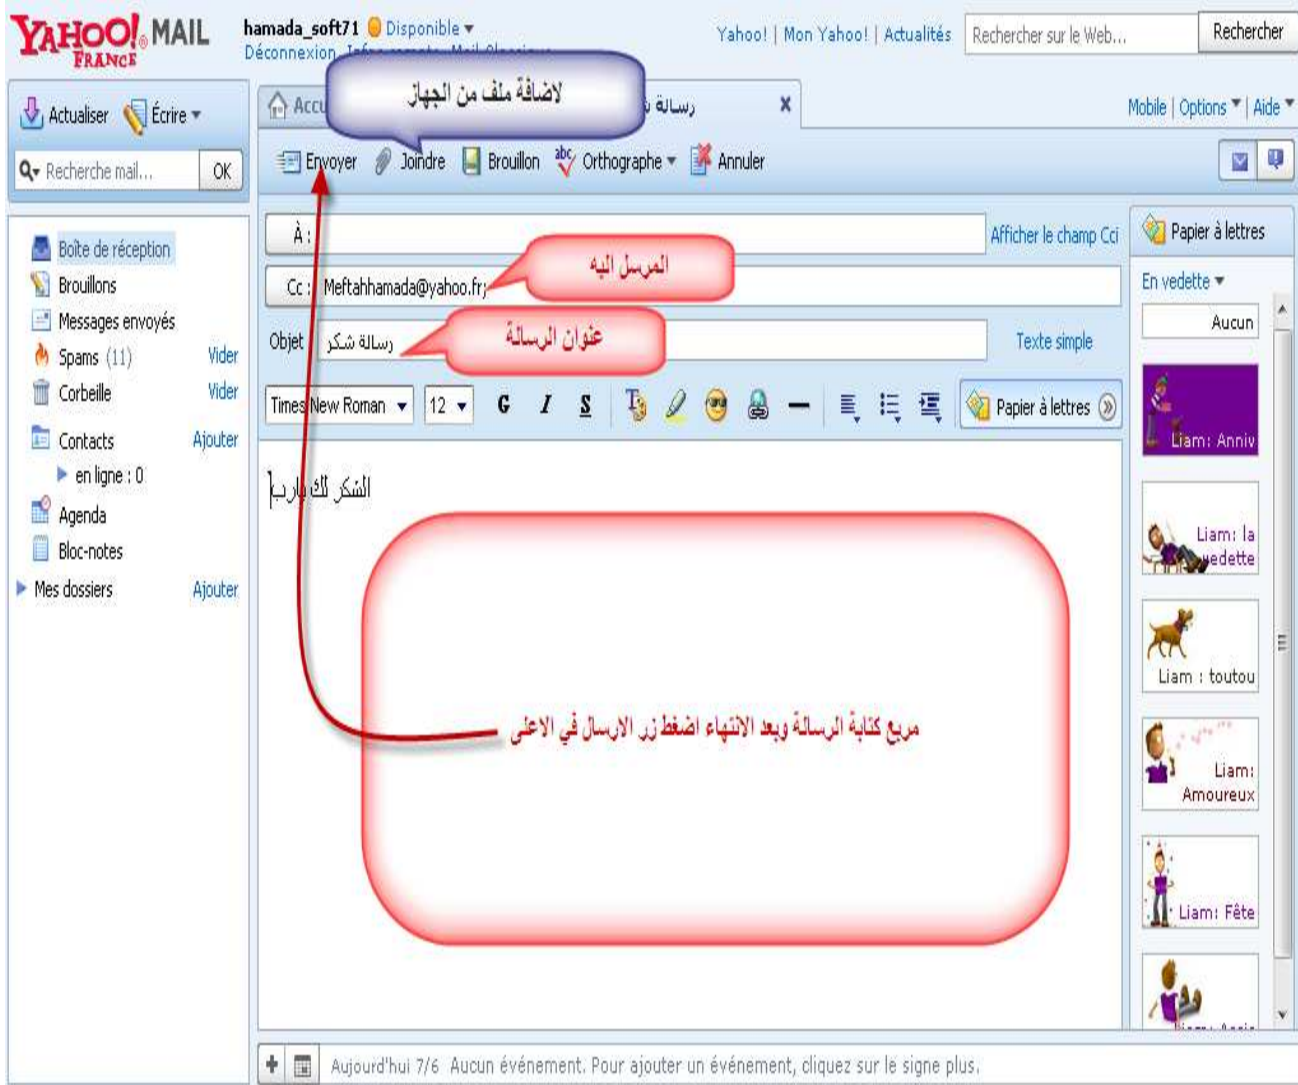 YAHOO! MAIL
FRANCE
hamada_soft71 Disponible
Déconnexion
Yahoo! | Mon Yahoo! | Actualités
Rechercher sur le Web...
Rechercher
Actualiser
Écrire
لاضافة ملف من الجهاز
رسالة
Mobile | Options | Aide
Recherche mail...
OK
Envoyer
Joindre
Brouillon
abc Orthographe
Annuler
Boîte de réception
Brouillons
Messages envoyés
Spams (11) Vider
Corbeille Vider
Contacts Ajouter
en ligne : 0
Agenda
Bloc-notes
Mes dossiers Ajouter
À :
Afficher le champ Cci
Cc : Meftahhamada@yahoo.fr;
المرسل اليه
Objet رسالة شكر
عنوان الرسالة
Texte simple
Times New Roman 12 G I S
Papier à lettres
الشكر لك يارب
مربع كتابة الرسالة وبعد الانتهاء اضغط زر الارسال في الاعلى
Papier à lettres
En vedette
Aucun
Liam: Anniv
Liam: la
vedette
Liam : toutou
Liam:
Amoureux
Liam: Fête
Aujourd'hui 7/6 Aucun événement. Pour ajouter un événement, cliquez sur le signe plus.